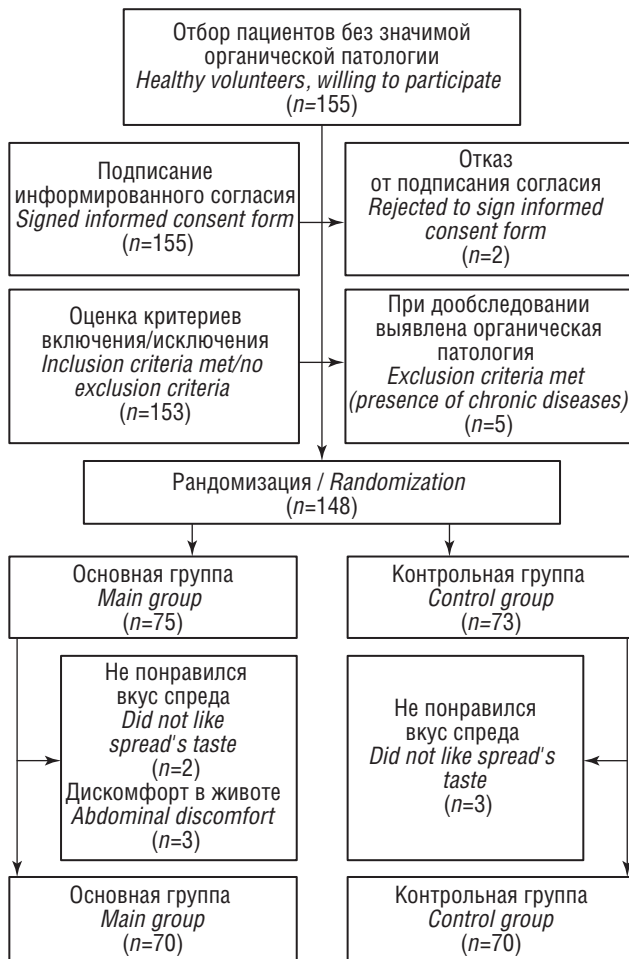 Отбор пациентов без значимой
органической патологии
Healthy volunteers, willing to participate
(n=155)
Подписание
информированного согласия
Signed informed consent form
(n=155)
Отказ
от подписания согласия
Rejected to sign informed
consent form
(n=2)
Оценка критериев
включения/исключения
Inclusion criteria met/no
exclusion criteria
(n=153)
При дообследовании
выявлена органическая
патология
Exclusion criteria met
(presence of chronic diseases)
(n=5)
Рандомизация / Randomization
(n=148)
Основная группа
Main group
(n=75)
Контрольная группа
Control group
(n=73)
Не понравился
вкус спреда
Did not like
spread's taste
(n=2)
Дискомфорт в животе
Abdominal discomfort
(n=3)
Не понравился
вкус спреда
Did not like spread's
taste
(n=3)
Основная группа
Main group
(n=70)
Контрольная группа
Control group
(n=70)